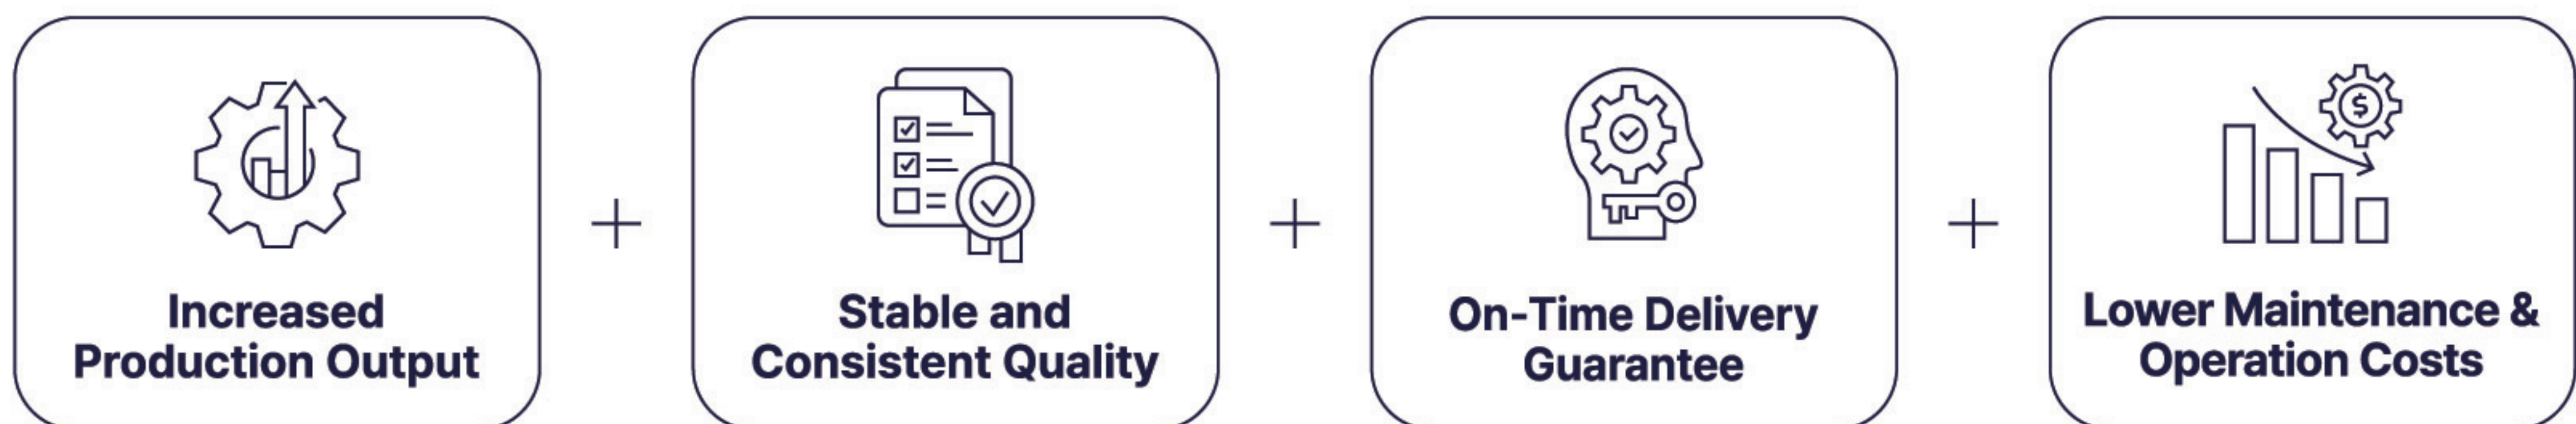 Increased
Production Output
+
Stable and
Consistent Quality
+
On-Time Delivery
Guarantee
+
$
Lower Maintenance &
Operation Costs